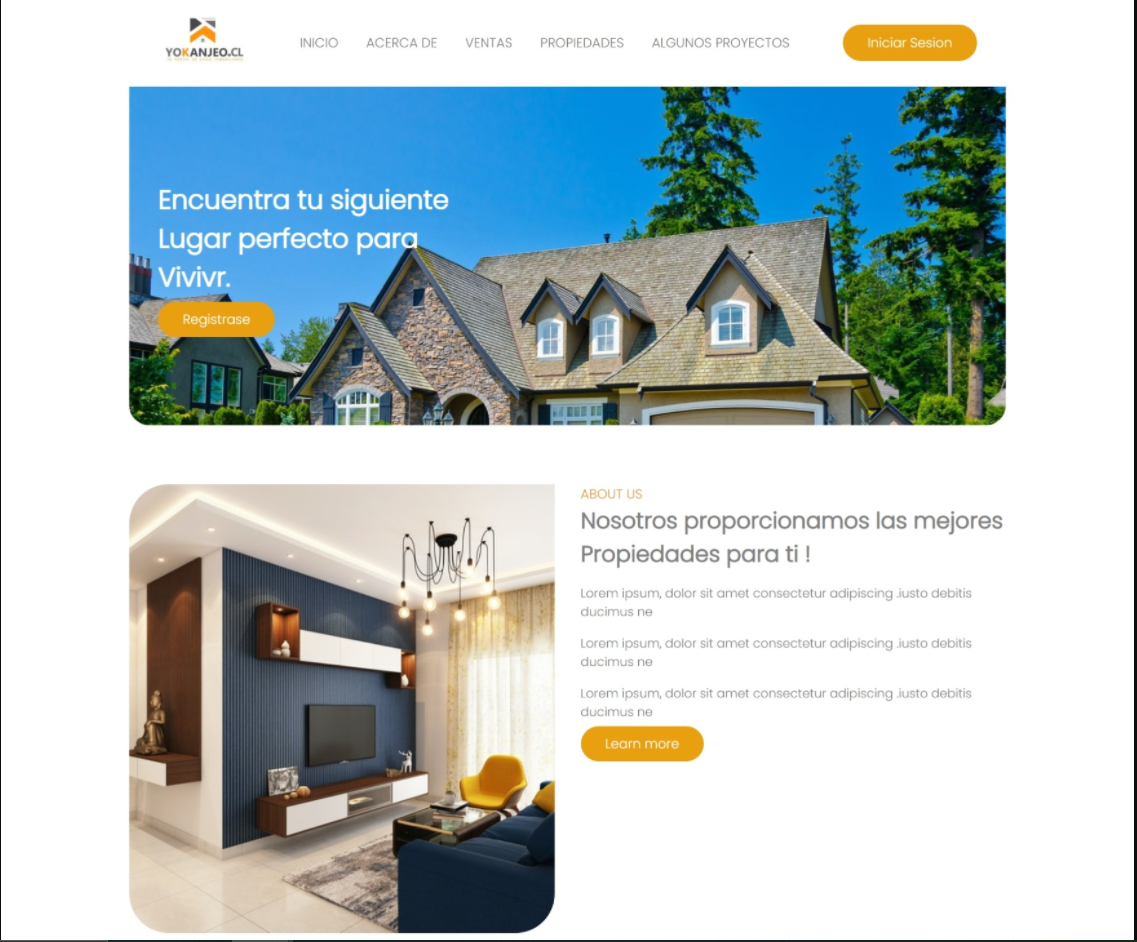 YOKANJEO.CL
INICIO
ACERCA DE
VENTAS
PROPIEDADES
ALGUNOS PROYECTOS
Iniciar Sesion
Encuentra tu siguiente
Lugar perfecto para
Vivivr.
Registrase
ABOUT US
Nosotros proporcionamos las mejores
Propiedades para ti !
Lorem ipsum, dolor sit amet consectetur adipiscing .iusto debitis
ducimus ne
Lorem ipsum, dolor sit amet consectetur adipiscing .iusto debitis
ducimus ne
Lorem ipsum, dolor sit amet consectetur adipiscing .iusto debitis
ducimus ne
Learn more